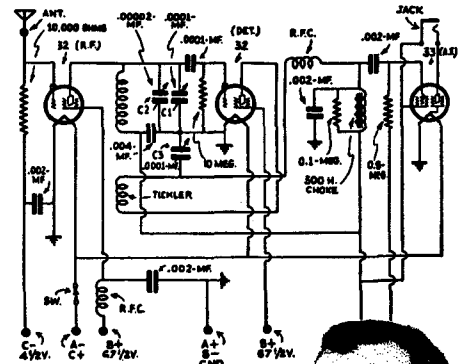 ANT.
10,000 OHMS
32 (R.F.)
.00002-MF.
.0001-MF.
.0001-MF.
(DET.)
32
R.F.C.
.002-MF.
JACK
33 (A.F.)
C2
C1
.004-MF.
C3
.0001-MF.
10 MEG.
.002-MF.
0.1-MEG.
300 H. CHOKE
0.5-MEG.
.002-MF.
TICKLER
.002-MF.
SW.
R.F.C.
C-
4½V.
A-
C+
B+
67½V.
A+
B-
GND.
B+
67½V.